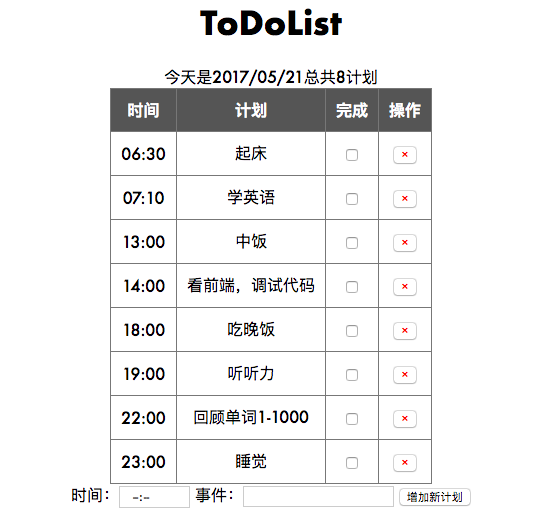 ToDoList
今天是2017/05/21总共8计划
时间 计划 完成 操作
06:30 起床 ×
07:10 学英语 ×
13:00 中饭 ×
14:00 看前端，调试代码 ×
18:00 吃晚饭 ×
19:00 听听力 ×
22:00 回顾单词1-1000 ×
23:00 睡觉 ×
时间： -:- 事件： 增加新计划